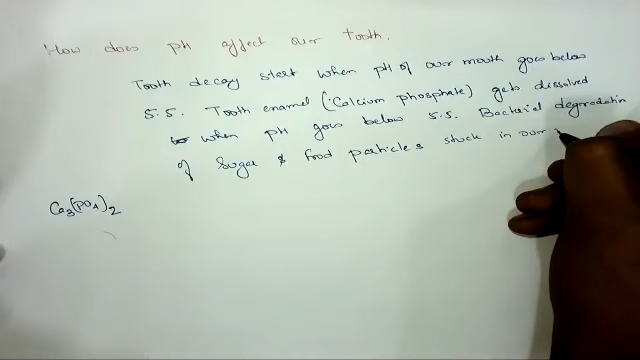 How does pH affect our tooth.
Tooth decay start when pH of our mouth goes below
5.5. Tooth enamel (Calcium phosphate) gets dissolved
when pH goes below 5.5. Bacterial degradation
of Sugar & food particles stuck in our
Ca3(PO4)2